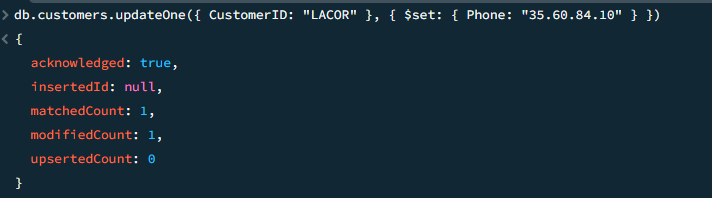 > db.customers.updateOne({ CustomerID: "LACOR" }, { $set: { Phone: "35.60.84.10" } })
< {
acknowledged: true,
insertedId: null,
matchedCount: 1,
modifiedCount: 1,
upsertedCount: 0
}